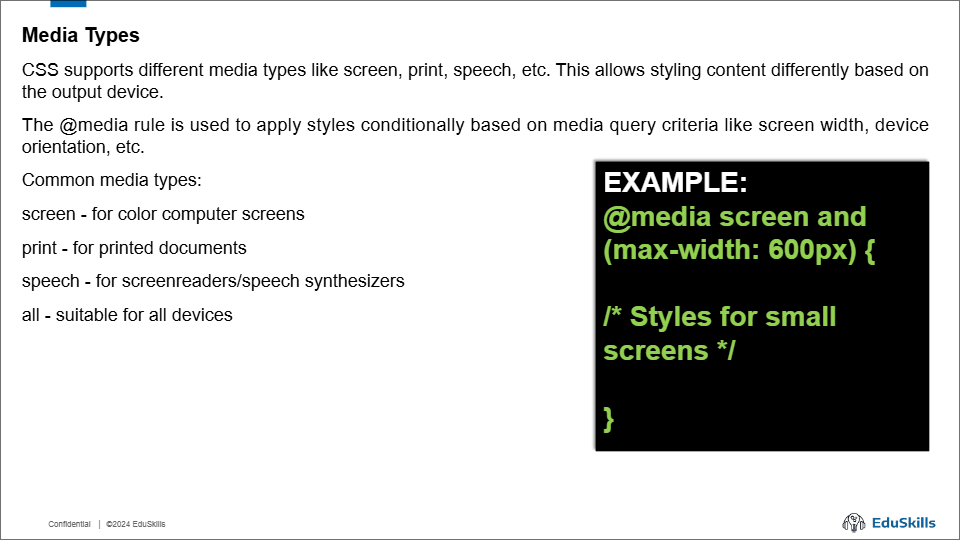 Media Types
CSS supports different media types like screen, print, speech, etc. This allows styling content differently based on
the output device.
The @media rule is used to apply styles conditionally based on media query criteria like screen width, device
orientation, etc.
Common media types:
screen - for color computer screens
print - for printed documents
speech - for screenreaders/speech synthesizers
all - suitable for all devices
EXAMPLE:
@media screen and
(max-width: 600px) {
/* Styles for small
screens */
}
Confidential | ©2024 EduSkills
EduSkills